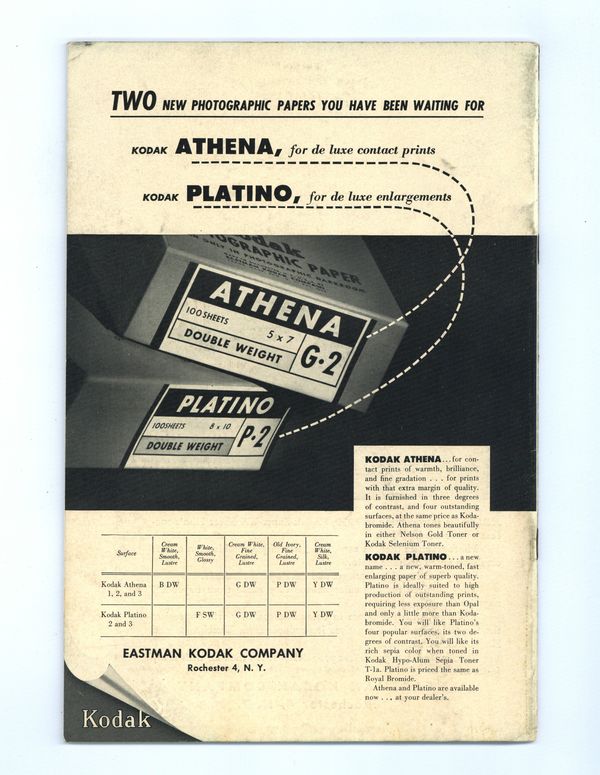 TWO NEW PHOTOGRAPHIC PAPERS YOU HAVE BEEN WAITING FOR
KODAK ATHENA, for de luxe contact prints
KODAK PLATINO, for de luxe enlargements
Kodak
PHOTOGRAPHIC PAPER
ONLY IN PHOTOGRAPHIC DARKROOM
ATHENA
100 SHEETS 5 x 7
DOUBLE WEIGHT
G·2
PLATINO
100SHEETS 8 x 10
DOUBLE WEIGHT
P·2
KODAK ATHENA...for con-
tact prints of warmth, brilliance,
and fine gradation . . . for prints
with that extra margin of quality.
It is furnished in three degrees
of contrast, and four outstanding
surfaces, at the same price as Koda-
bromide. Athena tones beautifully
in either Nelson Gold Toner or
Kodak Selenium Toner.
KODAK PLATINO...a new
name . . . a new, warm-toned, fast
enlarging paper of superb quality.
Platino is ideally suited to high
production of outstanding prints,
requiring less exposure than Opal
and only a little more than Koda-
bromide. You will like Platino's
four popular surfaces, its two de-
grees of contrast. You will like its
rich sepia color when toned in
Kodak Hypo-Alum Sepia Toner
T-1a. Platino is priced the same as
Royal Bromide.
Athena and Platino are available
now . . . at your dealer's.
Surface
Cream White, Smooth, Lustre
White, Smooth, Glossy
Cream White, Fine Grained, Lustre
Old Ivory, Fine Grained, Lustre
Cream White, Silk, Lustre
Kodak Athena 1, 2, and 3 B DW G DW P DW Y DW
Kodak Platino 2 and 3 F SW G DW P DW Y DW
EASTMAN KODAK COMPANY
Rochester 4, N. Y.
Kodak